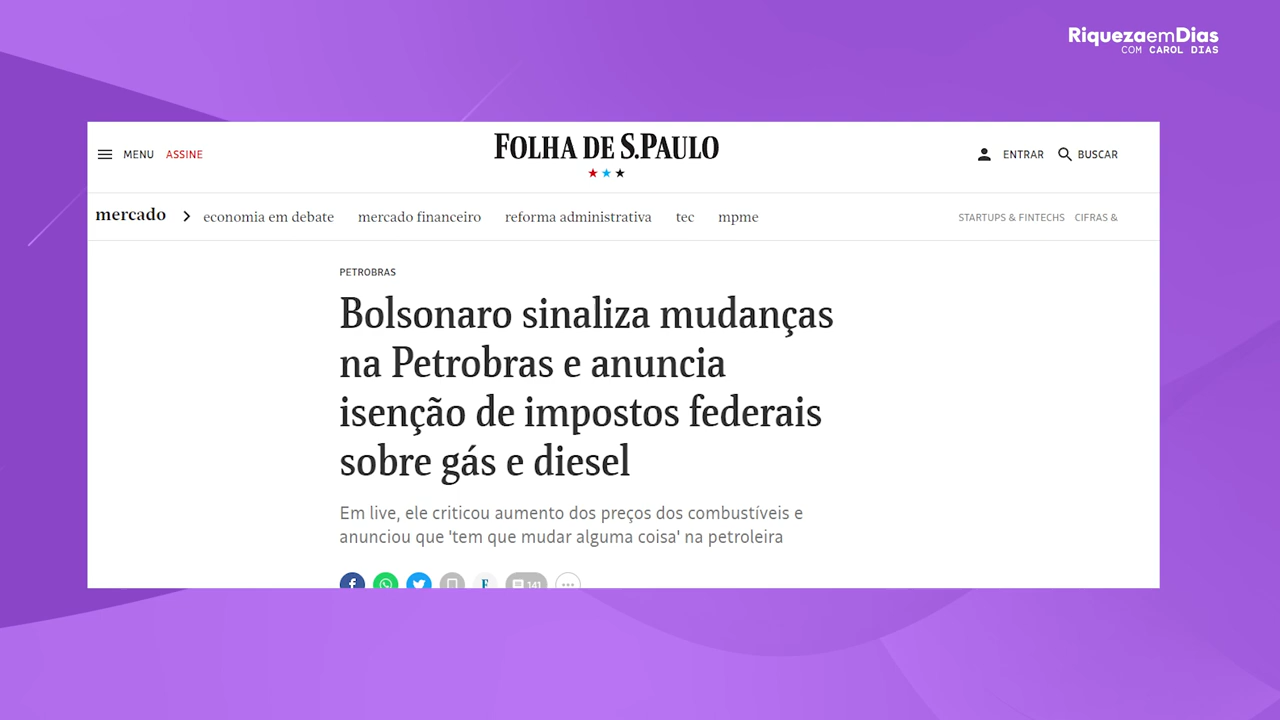 RiquezaemDias
COM CAROL DIAS
MENU ASSINE
FOLHA DE S.PAULO
ENTRAR BUSCAR
mercado economia em debate mercado financeiro reforma administrativa tec mpme STARTUPS & FINTECHS CIFRAS &
PETROBRAS
Bolsonaro sinaliza mudanças
na Petrobras e anuncia
isenção de impostos federais
sobre gás e diesel
Em live, ele criticou aumento dos preços dos combustíveis e
anunciou que 'tem que mudar alguma coisa' na petroleira
141